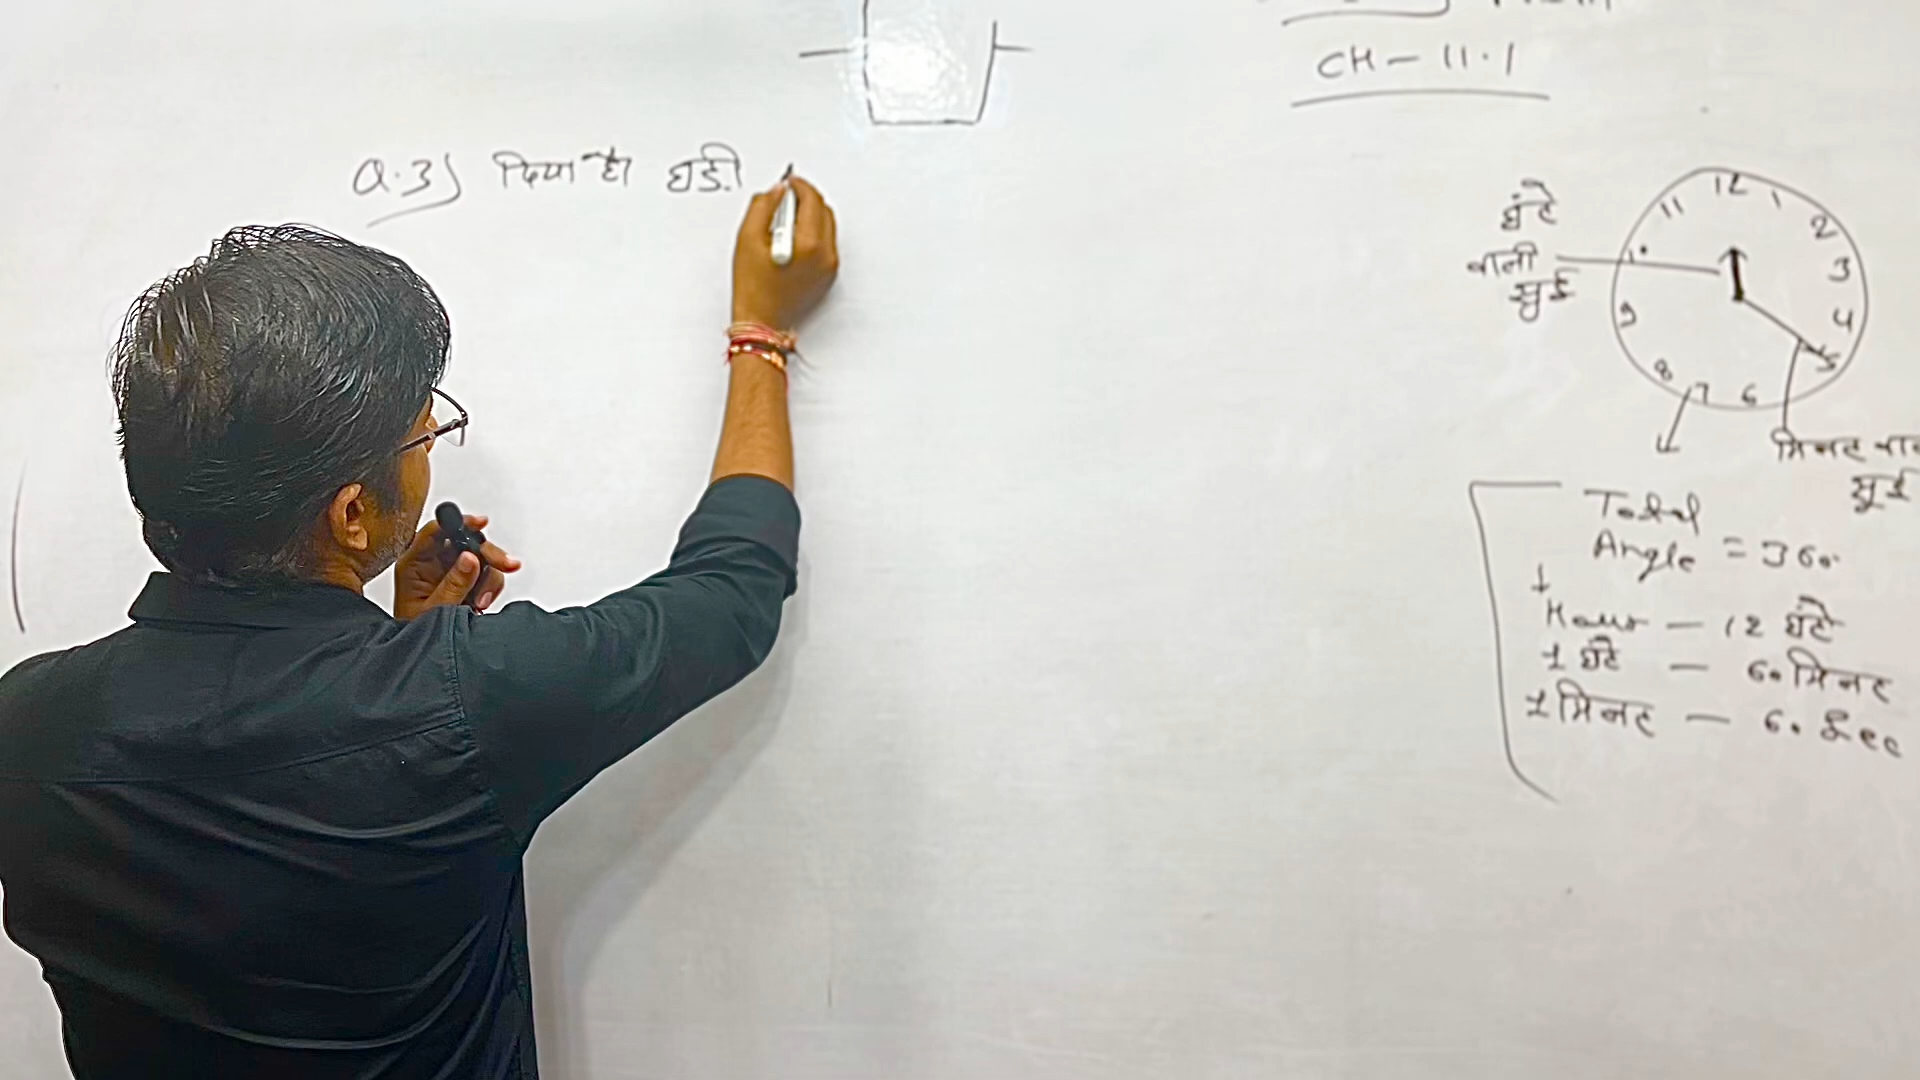 CH - 11.1
Q.3) दिया है। घड़ी
घंटे
वाली
सुई
12
1
2
3
4
5
6
7
8
9
11
मिनट
सुई
Total
Angle = 360°
Hour - 12 घंटे
1 घंटे - 60 मिनट
1 मिनट - 60 Sec